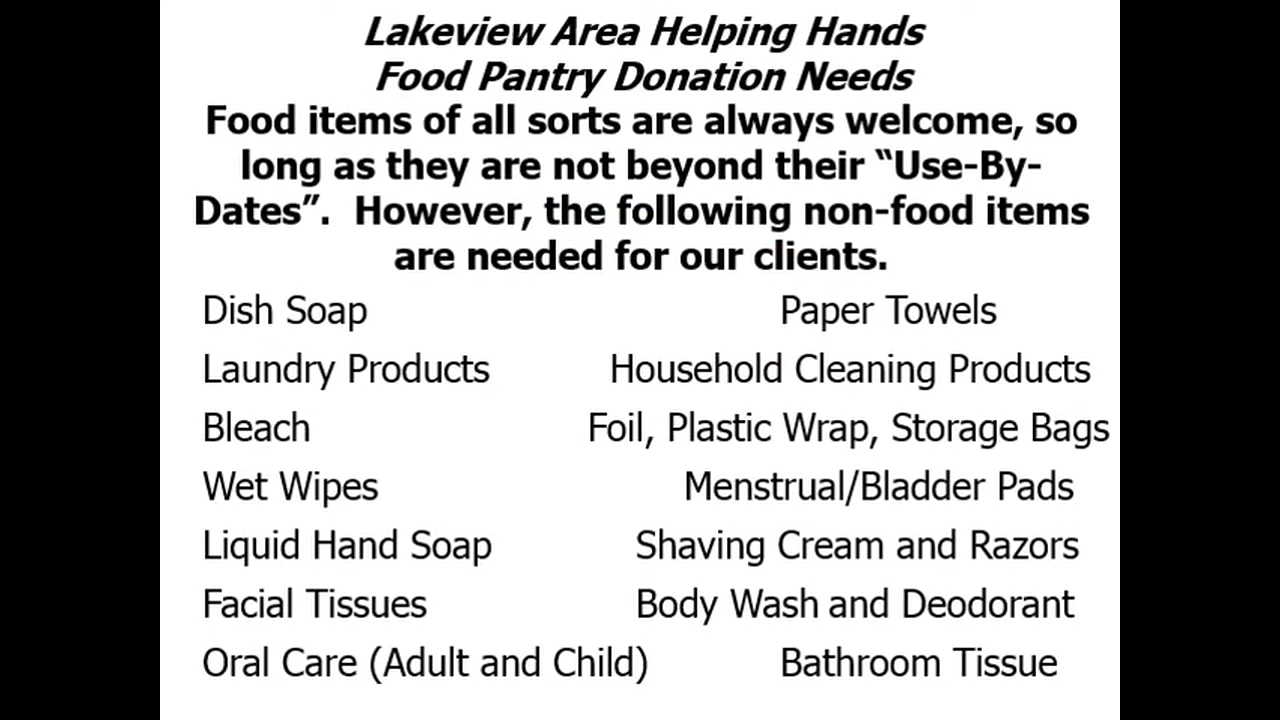 Lakeview Area Helping Hands
Food Pantry Donation Needs
Food items of all sorts are always welcome, so
long as they are not beyond their “Use-By-
Dates”.  However, the following non-food items
are needed for our clients.
Dish Soap Paper Towels
Laundry Products Household Cleaning Products
Bleach Foil, Plastic Wrap, Storage Bags
Wet Wipes Menstrual/Bladder Pads
Liquid Hand Soap Shaving Cream and Razors
Facial Tissues Body Wash and Deodorant
Oral Care (Adult and Child) Bathroom Tissue